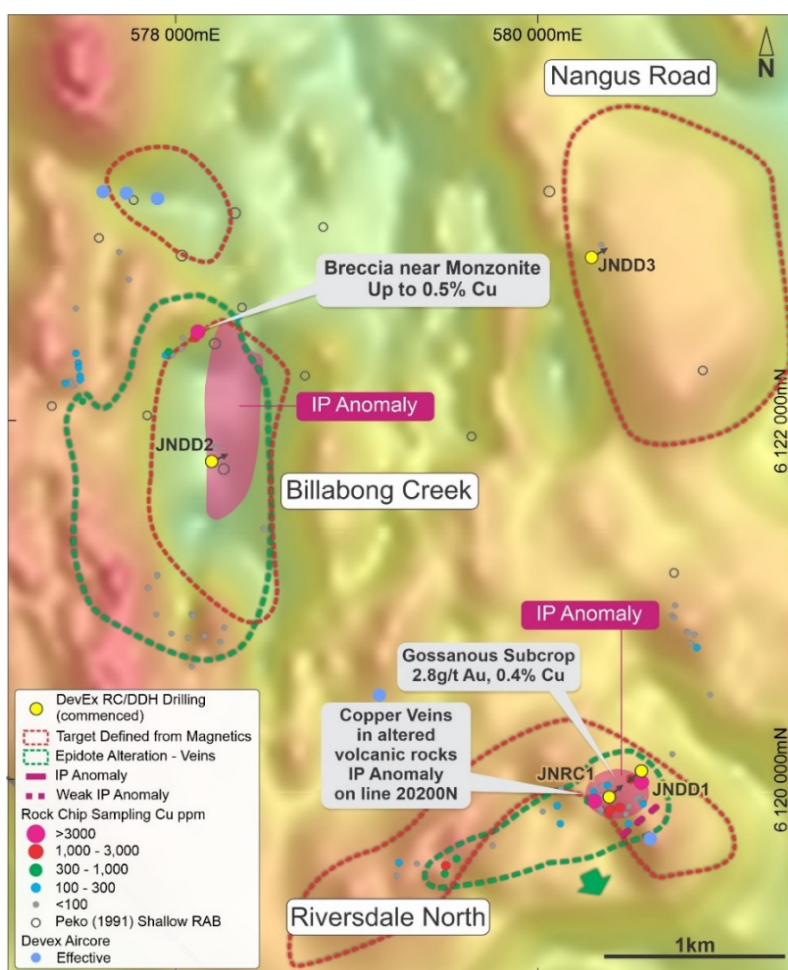 578 000mE
580 000mE
N
Nangus Road
JNDD3
Breccia near Monzonite
Up to 0.5% Cu
IP Anomaly
6 122 000mN
JNDD2
Billabong Creek
IP Anomaly
Gossanous Subcrop
2.8g/t Au, 0.4% Cu
Copper Veins
in altered
volcanic rocks
IP Anomaly
on line 20200N
JNRC1
JNDD1
6 120 000mN
Riversdale North
1km
DevEx RC/DDH Drilling
(commenced)
Target Defined from Magnetics
Epidote Alteration - Veins
IP Anomaly
Weak IP Anomaly
Rock Chip Sampling Cu ppm
>3000
1,000 - 3,000
300 - 1,000
100 - 300
<100
Peko (1991) Shallow RAB
Devex Aircore
Effective